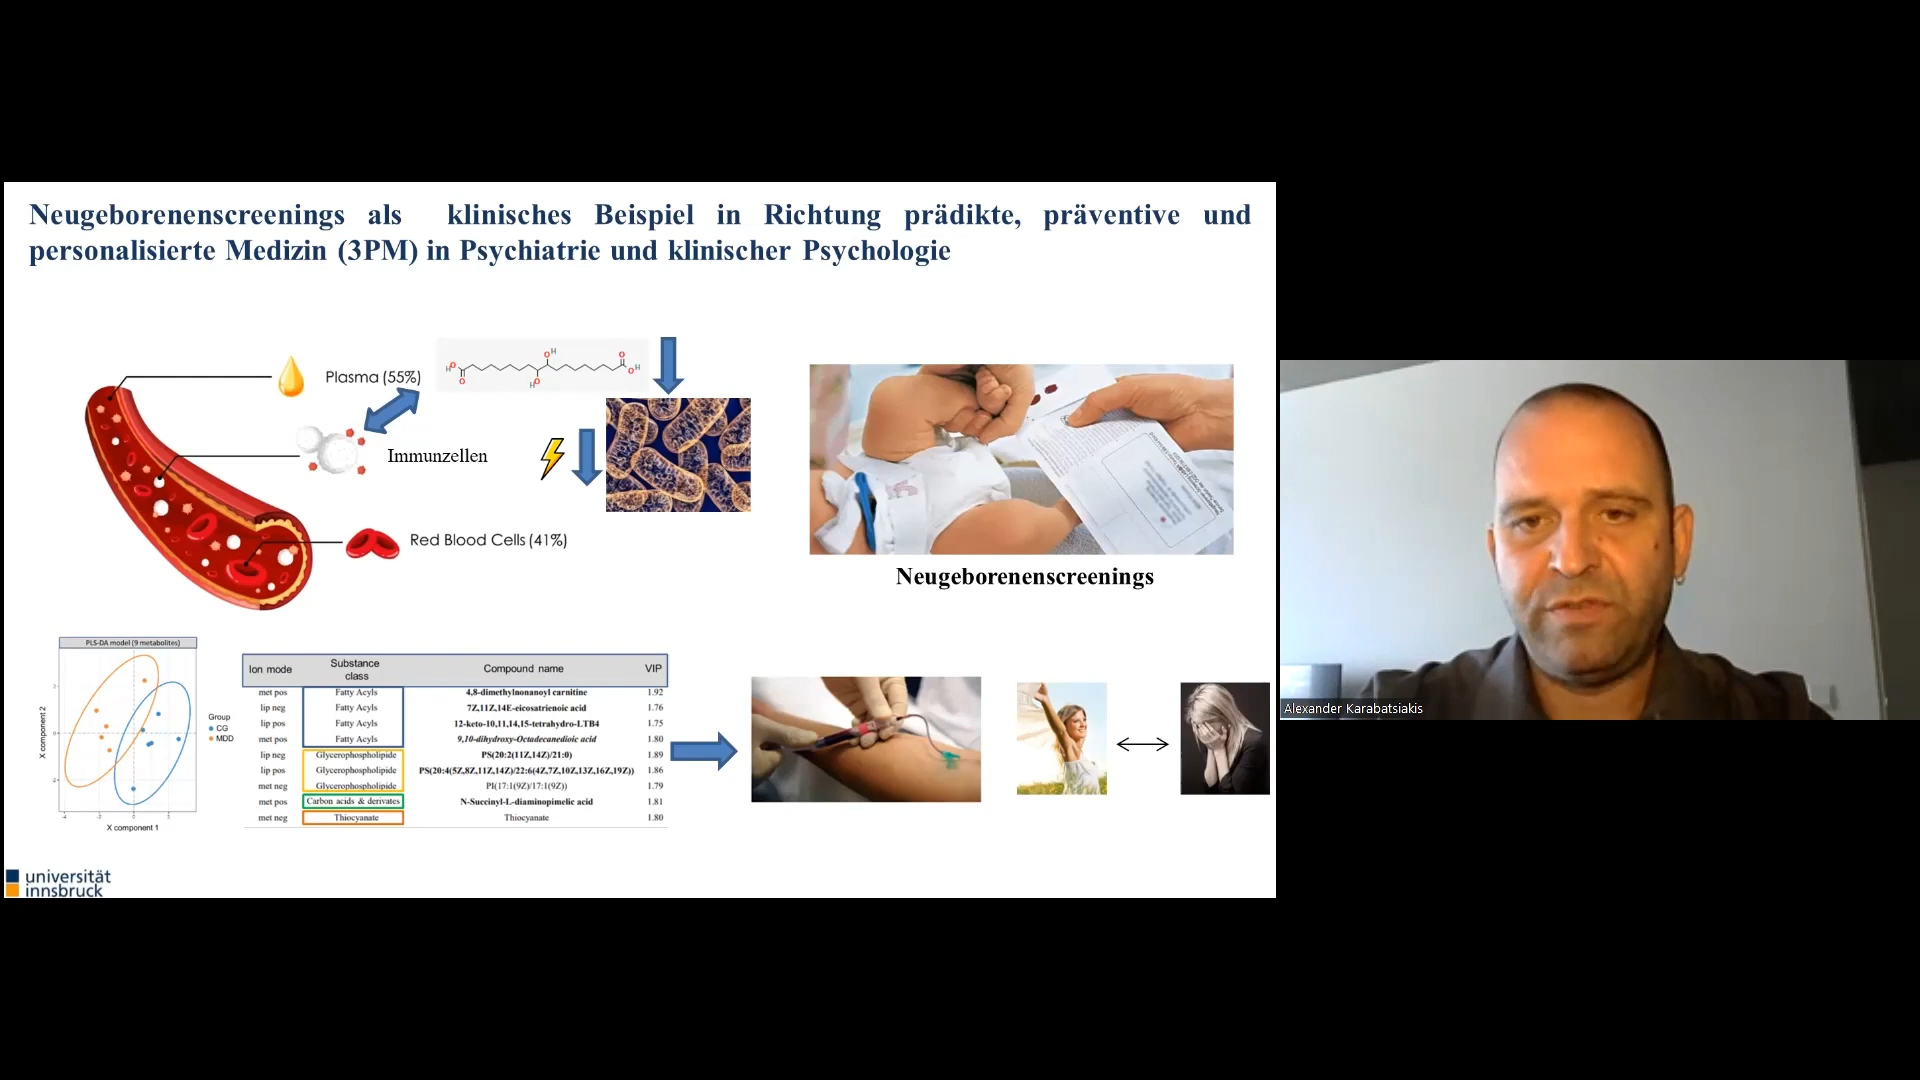 Neugeborenenscreenings als klinisches Beispiel in Richtung prädikte, präventive und
personalisierte Medizin (3PM) in Psychiatrie und klinischer Psychologie
Plasma (55%)
Immunzellen
Red Blood Cells (41%)
Neugeborenenscreenings
PLS-DA model (9 metabolites)
X component 2
X component 1
Group
CG
MDD
Ion mode Substance class Compound name VIP
met pos Fatty Acyls 4,8-dimethylnonanoyl carnitine 1.92
lip neg Fatty Acyls 7Z,11Z,14E-eicosatrienoic acid 1.76
lip pos Fatty Acyls 12-keto-10,11,14,15-tetrahydro-LTB4 1.75
met pos Fatty Acyls 9,10-dihydroxy-Octadecanedioic acid 1.80
lip neg Glycerophospholipide PS(20:2(11Z,14Z)/21:0) 1.89
lip pos Glycerophospholipide PS(20:4(5Z,8Z,11Z,14Z)/22:6(4Z,7Z,10Z,13Z,16Z,19Z)) 1.86
met neg Glycerophospholipide PI(17:1(9Z)/17:1(9Z)) 1.79
met pos Carbon acids & derivates N-Succinyl-L-diaminopimelic acid 1.81
met neg Thiocyanate Thiocyanate 1.80
universität
innsbruck
Alexander Karabatsiakis